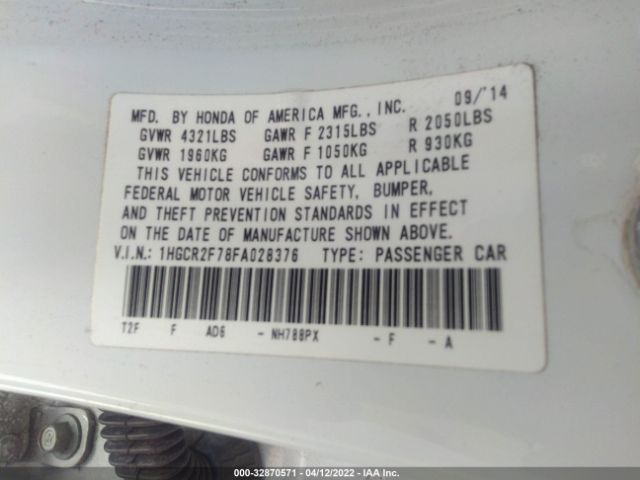 MFD. BY HONDA OF AMERICA MFG., INC. 09/'14
GVWR 4321LBS GAWR F 2315LBS R 2050LBS
GVWR 1960KG GAWR F 1050KG R 930KG
THIS VEHICLE CONFORMS TO ALL APPLICABLE
FEDERAL MOTOR VEHICLE SAFETY, BUMPER,
AND THEFT PREVENTION STANDARDS IN EFFECT
ON THE DATE OF MANUFACTURE SHOWN ABOVE.
V.I.N.: 1HGCR2F78FA028376 TYPE: PASSENGER CAR
T2F F AD6 - NH788PX - F - A
000-32870571 - 04/12/2022 - IAA Inc.